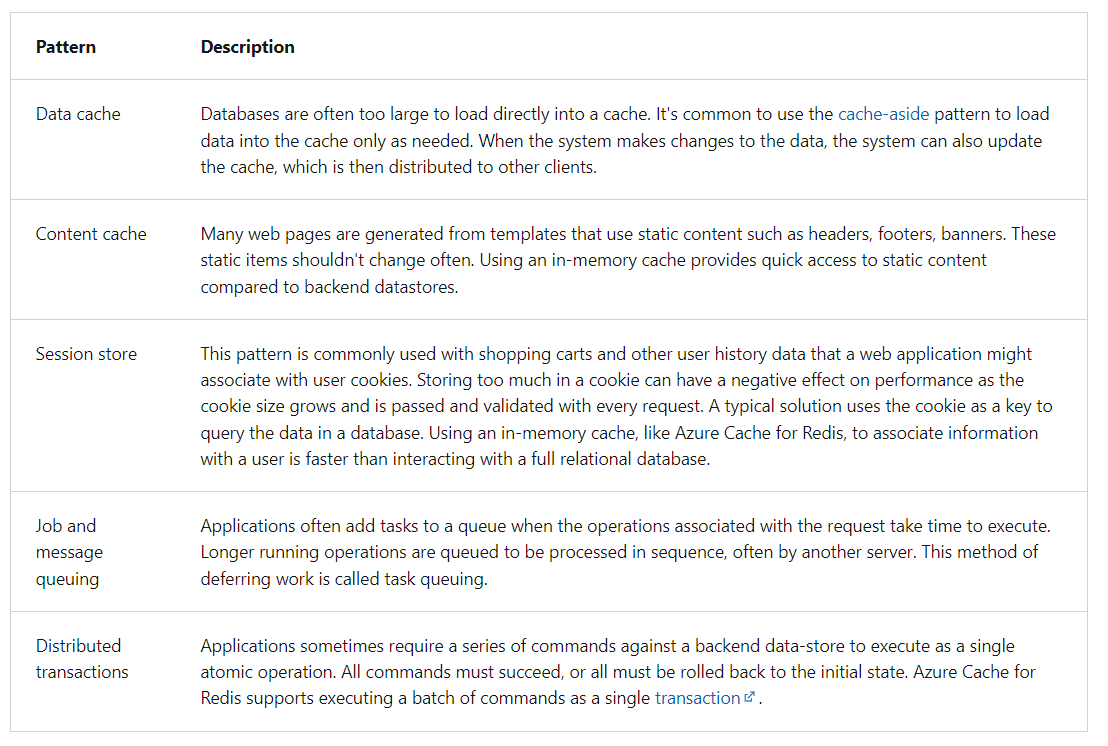 Pattern Description
Data cache Databases are often too large to load directly into a cache. It's common to use the cache-aside pattern to load
data into the cache only as needed. When the system makes changes to the data, the system can also update
the cache, which is then distributed to other clients.
Content cache Many web pages are generated from templates that use static content such as headers, footers, banners. These
static items shouldn't change often. Using an in-memory cache provides quick access to static content
compared to backend datastores.
Session store This pattern is commonly used with shopping carts and other user history data that a web application might
associate with user cookies. Storing too much in a cookie can have a negative effect on performance as the
cookie size grows and is passed and validated with every request. A typical solution uses the cookie as a key to
query the data in a database. Using an in-memory cache, like Azure Cache for Redis, to associate information
with a user is faster than interacting with a full relational database.
Job and Applications often add tasks to a queue when the operations associated with the request take time to execute.
message Longer running operations are queued to be processed in sequence, often by another server. This method of
queuing deferring work is called task queuing.
Distributed Applications sometimes require a series of commands against a backend data-store to execute as a single
transactions atomic operation. All commands must succeed, or all must be rolled back to the initial state. Azure Cache for
Redis supports executing a batch of commands as a single transaction .